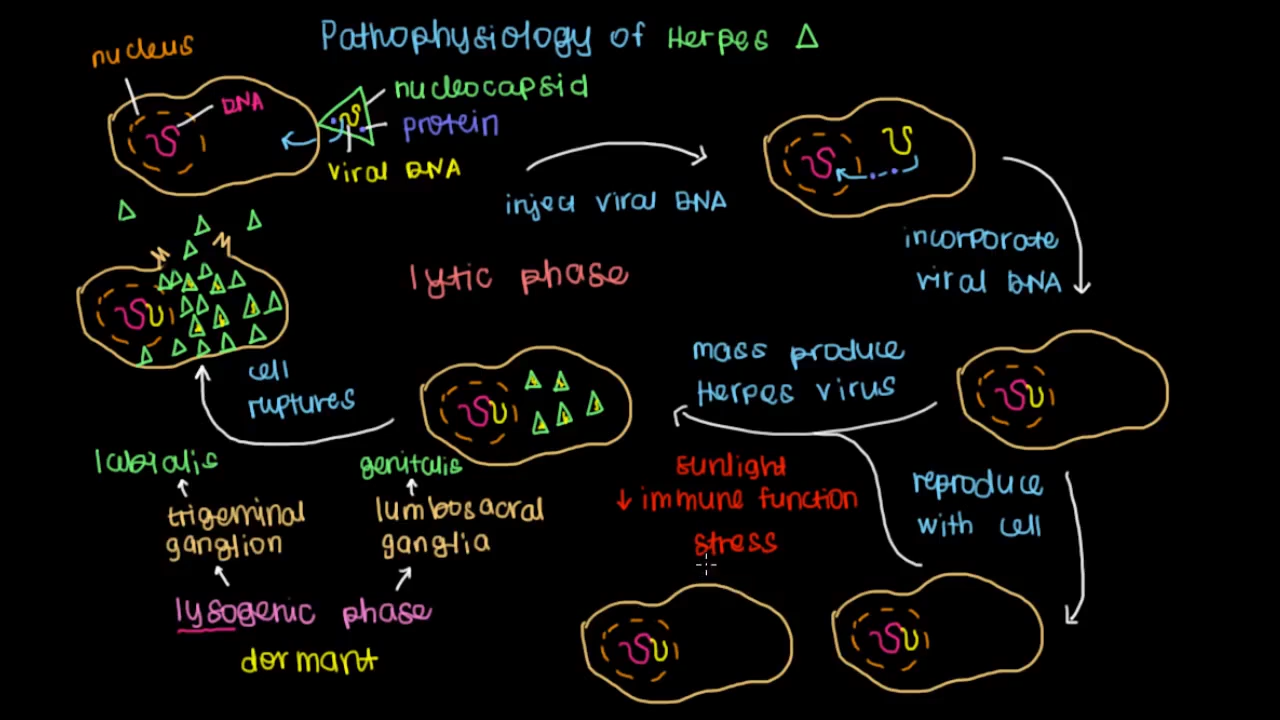 Pathophysiology of Herpes Δ
nucleus
DNA
nucleocapsid
protein
viral DNA
inject viral DNA
incorporate
viral DNA
lytic phase
mass produce
Herpes virus
cell
ruptures
labialis
genitalis
trigeminal
ganglion
lumbosacral
ganglia
lysogenic phase
dormant
sunlight
↓ immune function
stress
reproduce
with cell